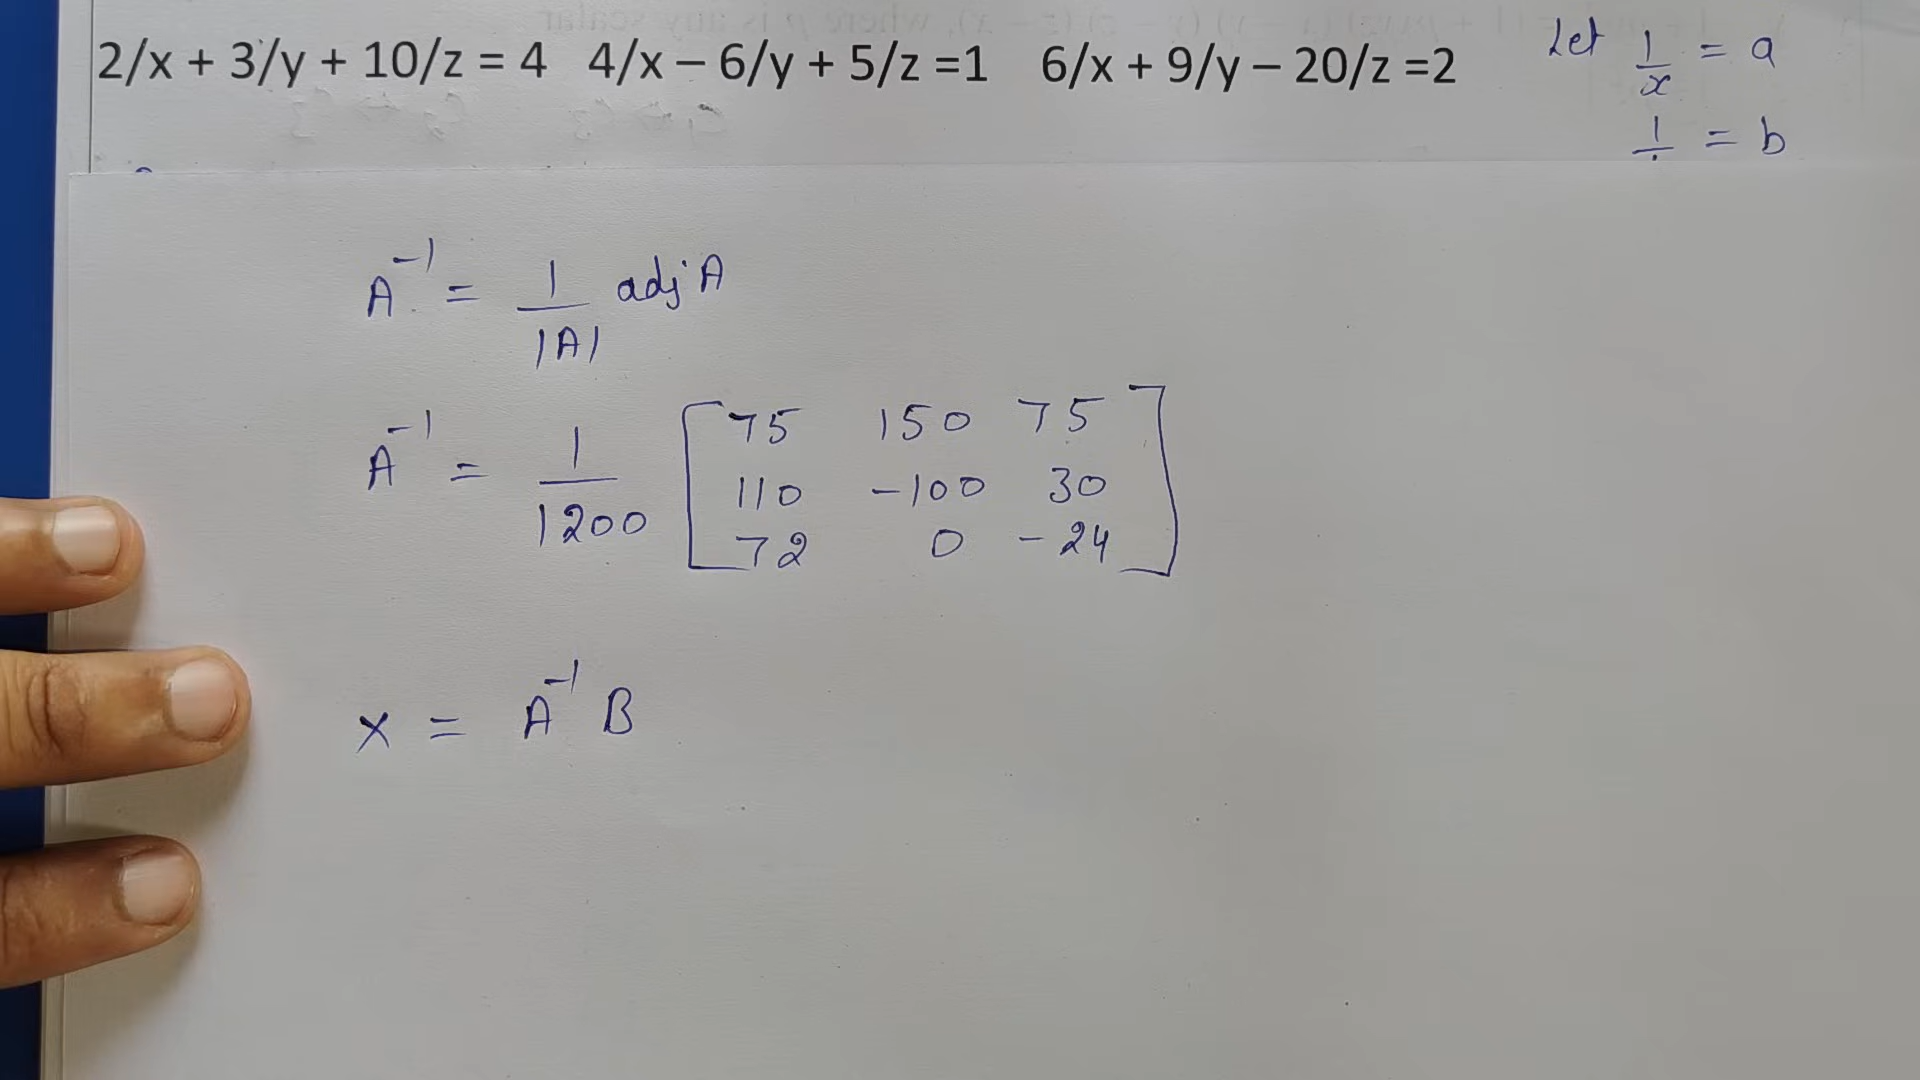 2/x + 3/y + 10/z = 4   4/x – 6/y + 5/z =1   6/x + 9/y – 20/z =2
Let 1/x = a
1/ = b
A⁻¹ = 1/|A| adj A
A⁻¹ = 1/1200 [ 75 150 75
110 -100 30
72 0 -24 ]
X = A⁻¹ B